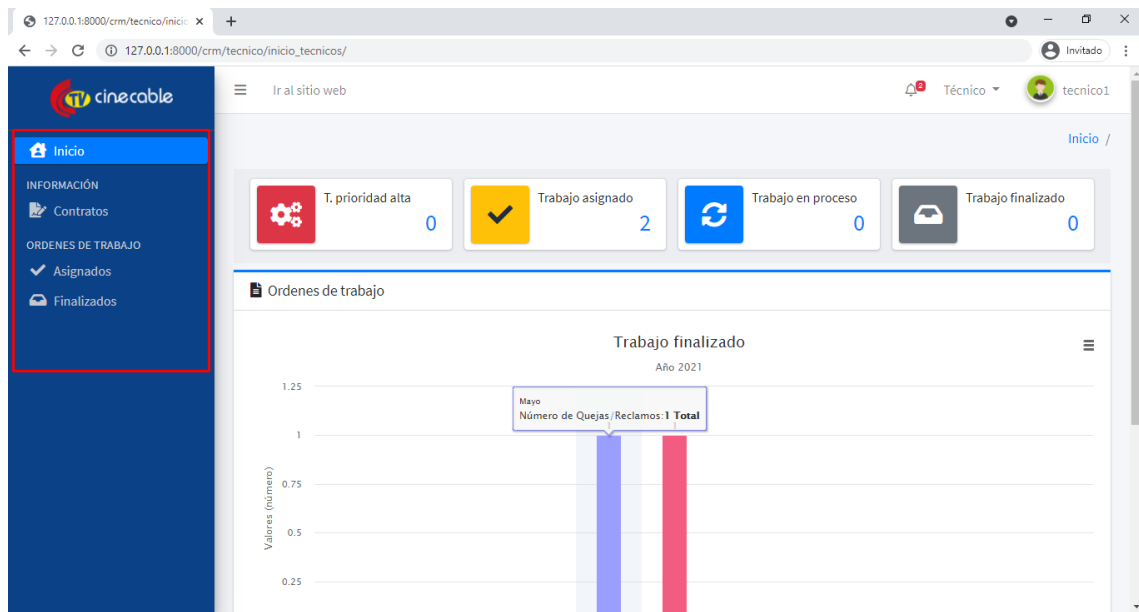 127.0.0.1:8000/crm/tecnico/inicio
127.0.0.1:8000/crm/tecnico/inicio_tecnicos/
Invitado
TV cinecable
Ir al sitio web
2
Técnico
tecnico1
Inicio /
Inicio
INFORMACIÓN
Contratos
ORDENES DE TRABAJO
Asignados
Finalizados
T. prioridad alta
0
Trabajo asignado
2
Trabajo en proceso
0
Trabajo finalizado
0
Ordenes de trabajo
Trabajo finalizado
Año 2021
Mayo
Número de Quejas/Reclamos: 1 Total
Valores (número)
1.25
1
0.75
0.5
0.25